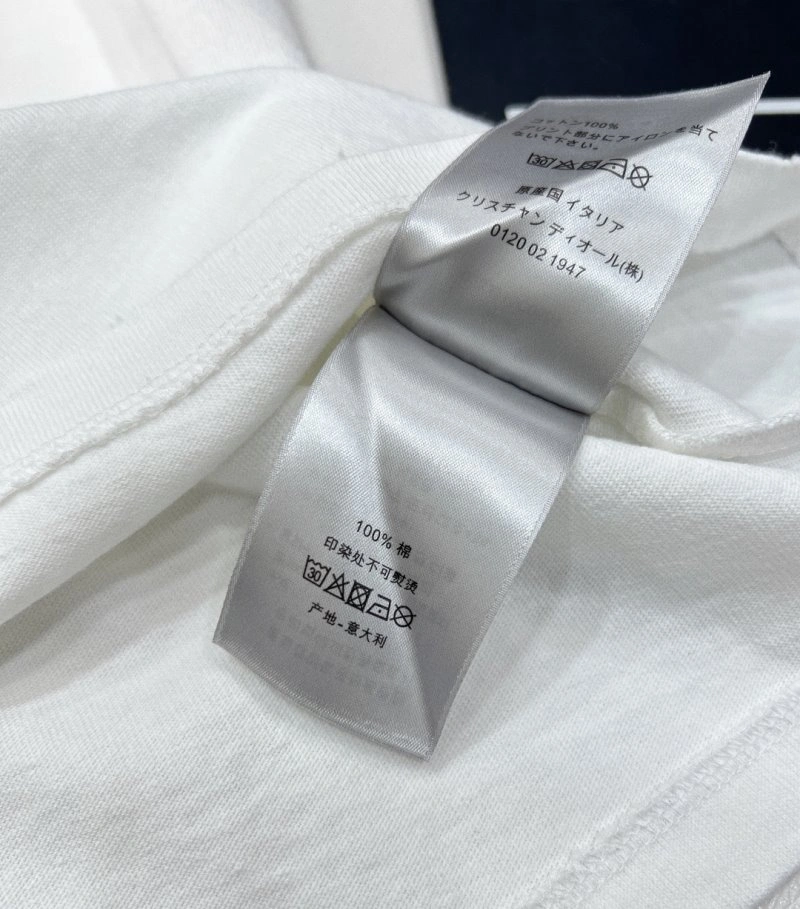 コットン100%
プリント部分にアイロンを当て
ないで下さい。
30
原産国 イタリア
クリスチャン ディオール(株)
0120 02 1947
100% 棉
印染处不可熨烫
30
产地-意大利